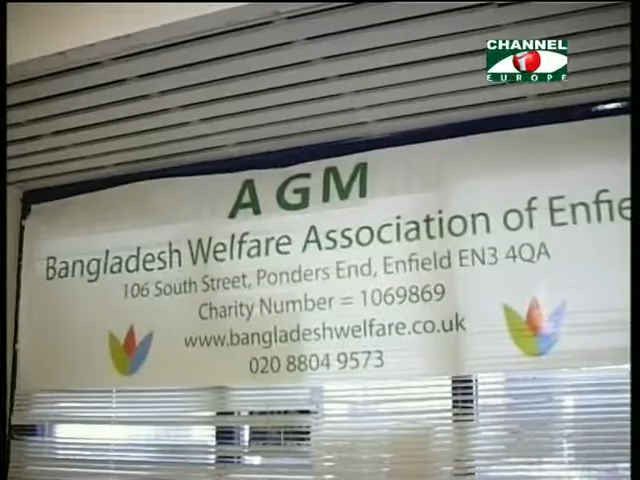 CHANNEL
EUROPE
AGM
Bangladesh Welfare Association of Enfie
106 South Street, Ponders End, Enfield EN3 4QA
Charity Number = 1069869
www.bangladeshwelfare.co.uk
020 8804 9573